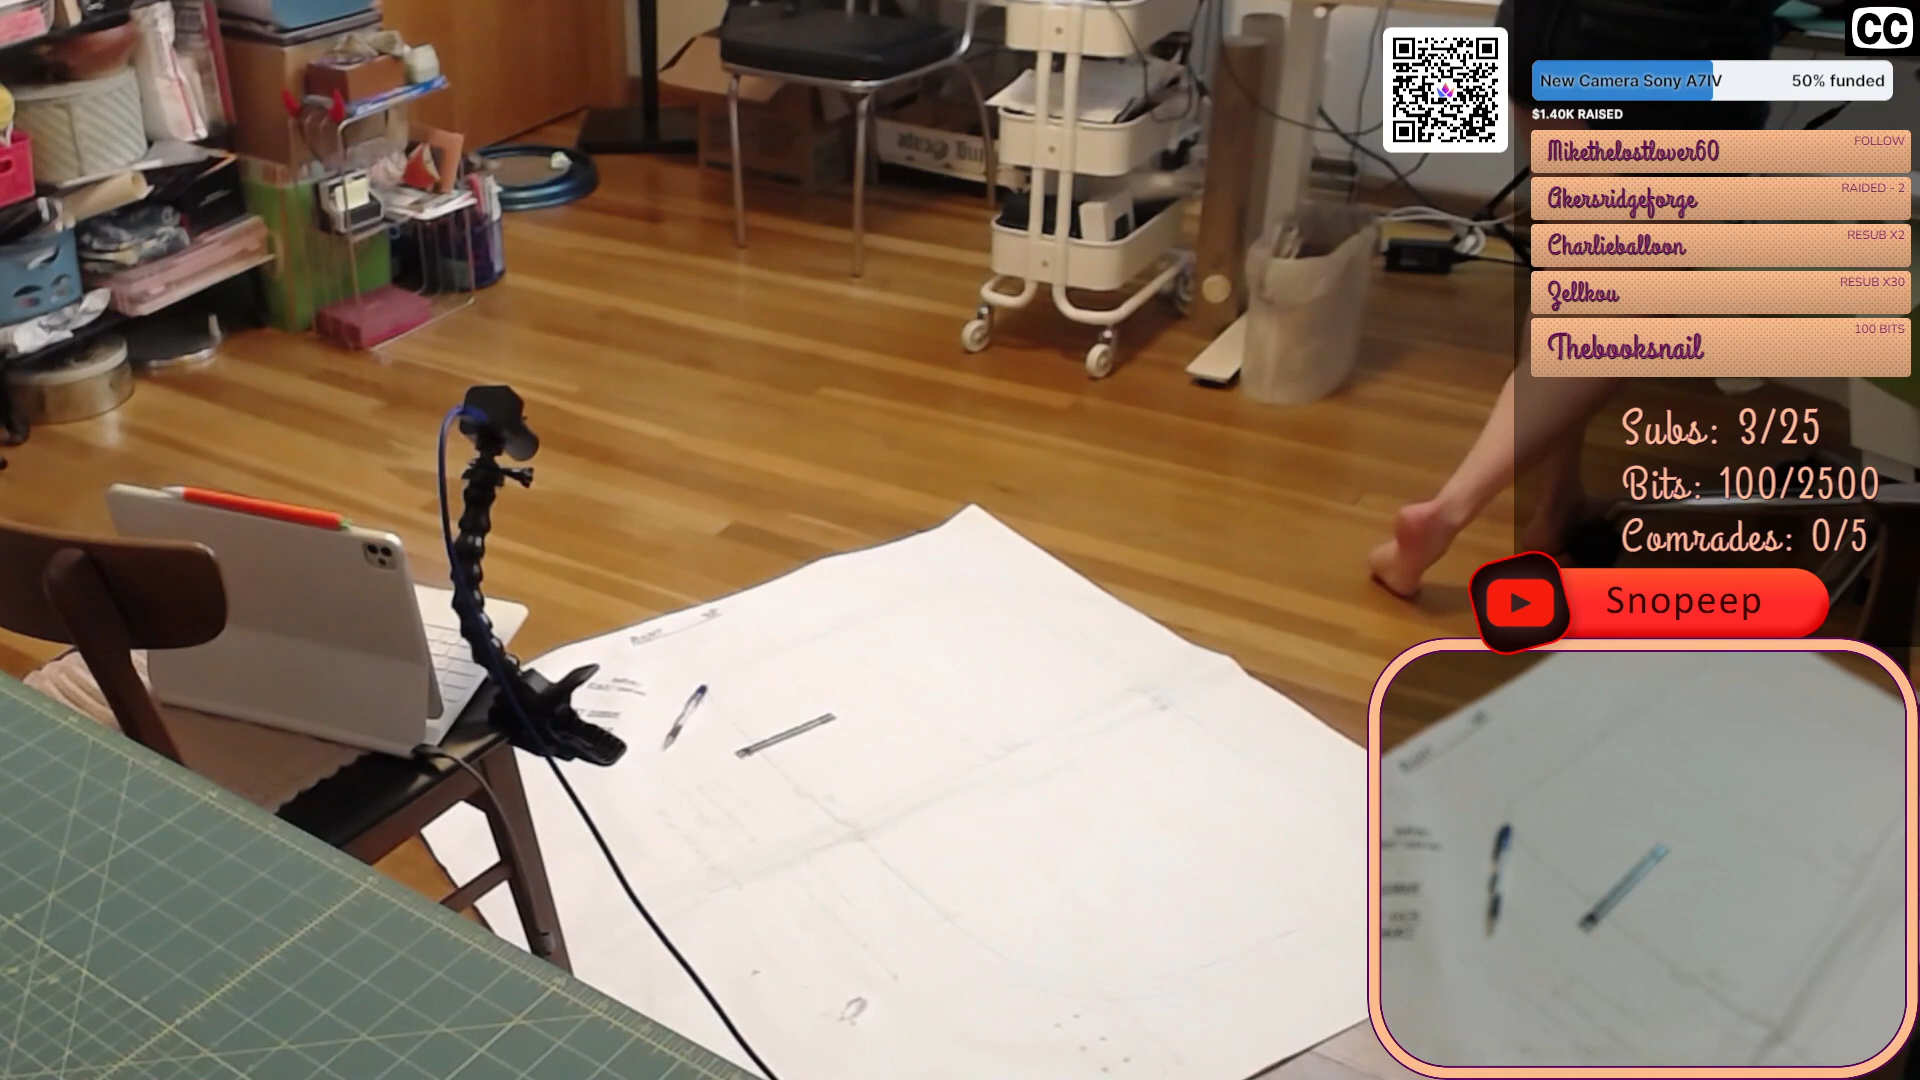 CC
New Camera Sony A7IV 50% funded
$1.40K RAISED
Mikethelostlover60 FOLLOW
Akersridgeforge RAIDED - 2
Charlieballoon RESUB X2
Zellkou RESUB X30
Thebooksnail 100 BITS
Subs: 3/25
Bits: 100/2500
Comrades: 0/5
Snopeep